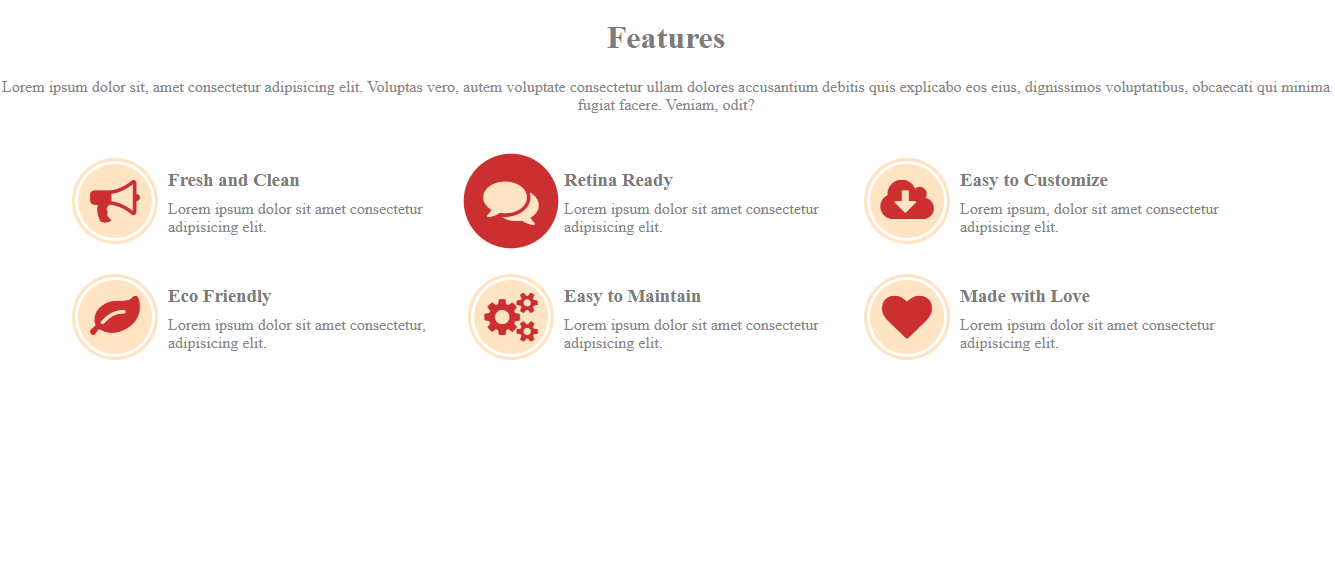 Features
Lorem ipsum dolor sit, amet consectetur adipisicing elit. Voluptas vero, autem voluptate consectetur ullam dolores accusantium debitis quis explicabo eos eius, dignissimos voluptatibus, obcaecati qui minima
fugiat facere. Veniam, odit?
Fresh and Clean
Lorem ipsum dolor sit amet consectetur
adipisicing elit.
Retina Ready
Lorem ipsum dolor sit amet consectetur
adipisicing elit.
Easy to Customize
Lorem ipsum, dolor sit amet consectetur
adipisicing elit.
Eco Friendly
Lorem ipsum dolor sit amet consectetur,
adipisicing elit.
Easy to Maintain
Lorem ipsum dolor sit amet consectetur
adipisicing elit.
Made with Love
Lorem ipsum dolor sit amet consectetur
adipisicing elit.